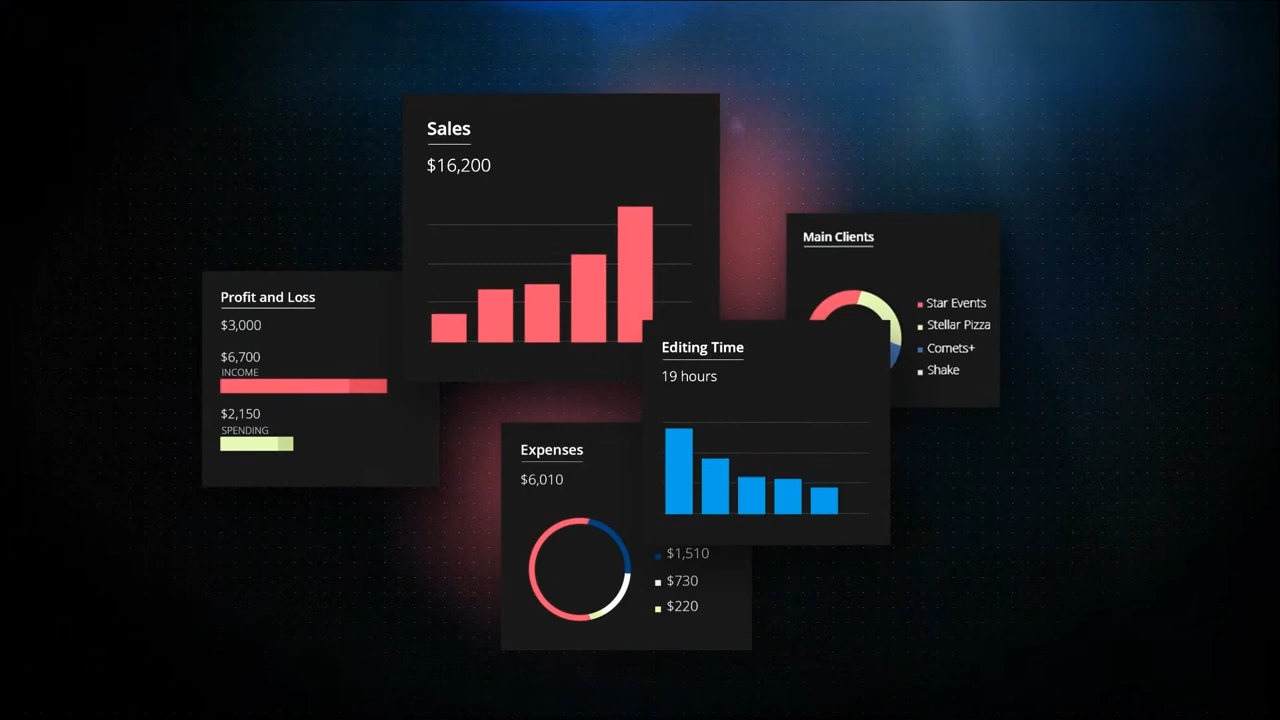 Sales
$16,200
Main Clients
Star Events
Stellar Pizza
Comets+
Shake
Profit and Loss
$3,000
$6,700
INCOME
$2,150
SPENDING
Editing Time
19 hours
Expenses
$6,010
$1,510
$730
$220